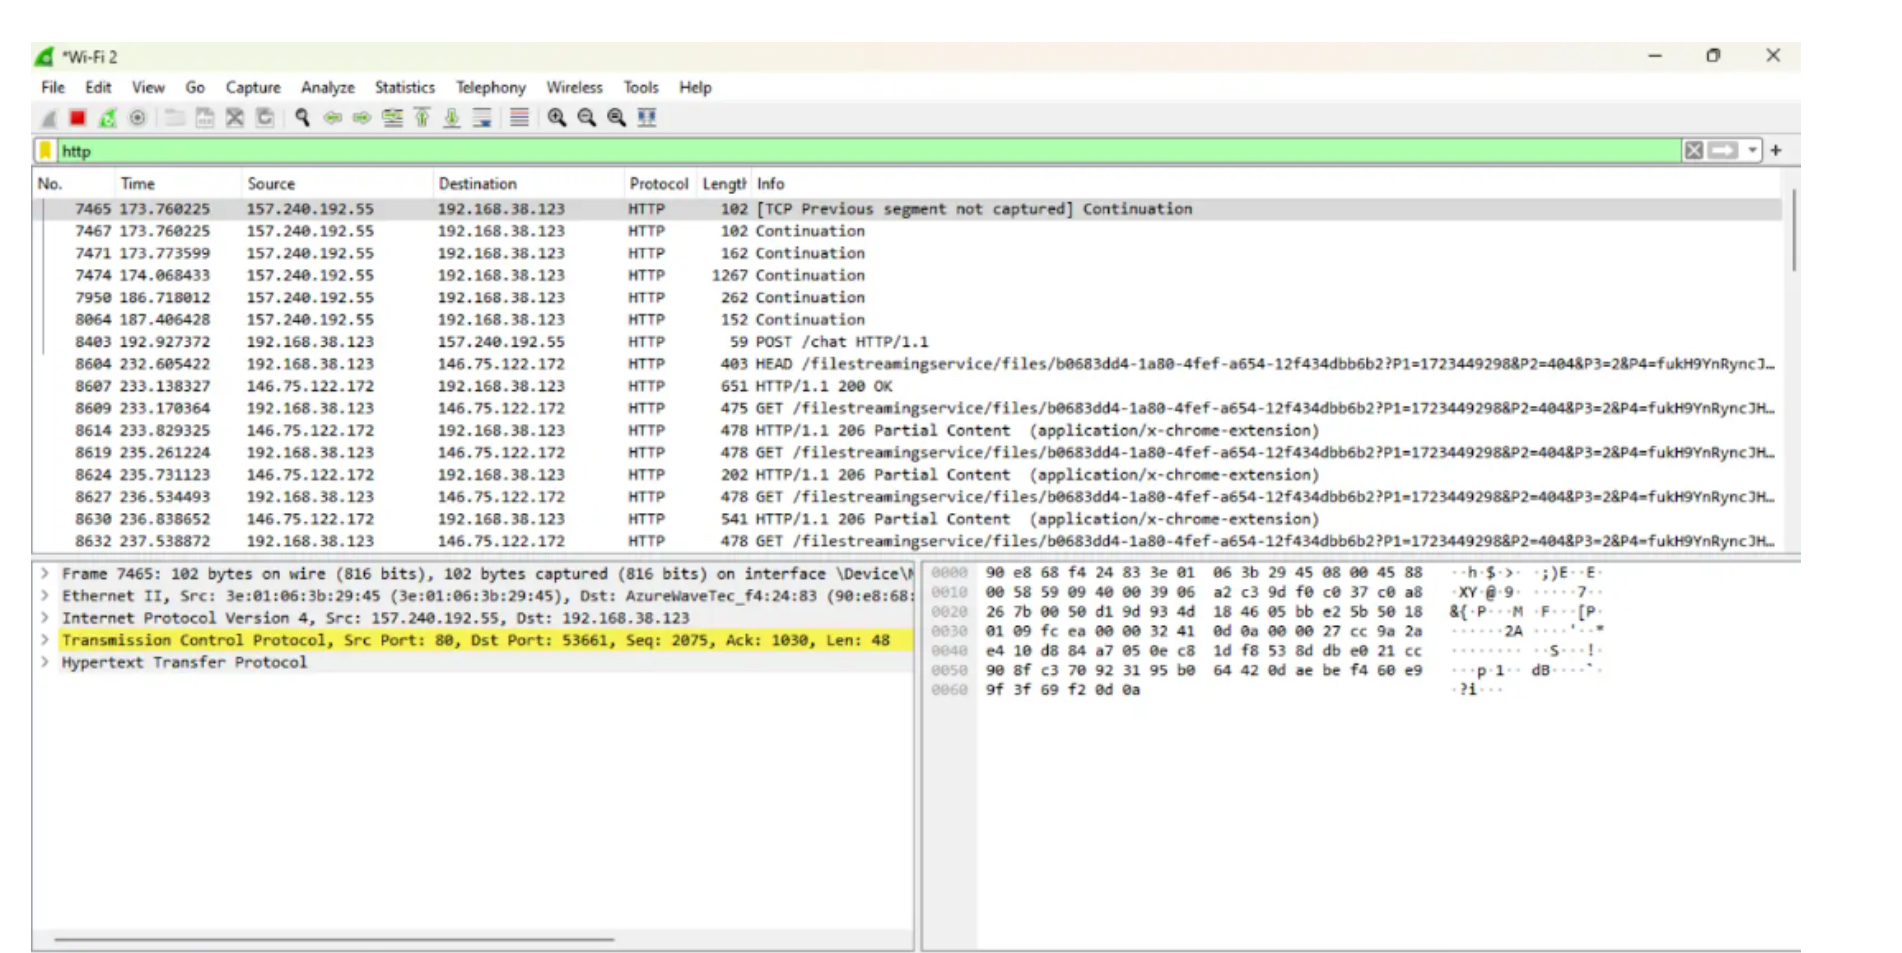 *Wi-Fi 2
File Edit View Go Capture Analyze Statistics Telephony Wireless Tools Help
http
No. Time Source Destination Protocol Length Info
7465 173.760225 157.240.192.55 192.168.38.123 HTTP 102 [TCP Previous segment not captured] Continuation
7467 173.760225 157.240.192.55 192.168.38.123 HTTP 102 Continuation
7471 173.773599 157.240.192.55 192.168.38.123 HTTP 162 Continuation
7474 174.068433 157.240.192.55 192.168.38.123 HTTP 1267 Continuation
7950 186.718012 157.240.192.55 192.168.38.123 HTTP 262 Continuation
8064 187.406428 157.240.192.55 192.168.38.123 HTTP 152 Continuation
8403 192.927372 192.168.38.123 157.240.192.55 HTTP 59 POST /chat HTTP/1.1
8604 232.605422 192.168.38.123 146.75.122.172 HTTP 403 HEAD /filestreamingservice/files/b0683dd4-1a80-4fef-a654-12f434dbb6b2?P1=1723449298&P2=404&P3=2&P4=fukH9YnRyncJ…
8607 233.138327 146.75.122.172 192.168.38.123 HTTP 651 HTTP/1.1 200 OK
8609 233.170364 192.168.38.123 146.75.122.172 HTTP 475 GET /filestreamingservice/files/b0683dd4-1a80-4fef-a654-12f434dbb6b2?P1=1723449298&P2=404&P3=2&P4=fukH9YnRyncJH…
8614 233.829325 146.75.122.172 192.168.38.123 HTTP 478 HTTP/1.1 206 Partial Content (application/x-chrome-extension)
8619 235.261224 192.168.38.123 146.75.122.172 HTTP 478 GET /filestreamingservice/files/b0683dd4-1a80-4fef-a654-12f434dbb6b2?P1=1723449298&P2=404&P3=2&P4=fukH9YnRyncJH…
8624 235.731123 146.75.122.172 192.168.38.123 HTTP 202 HTTP/1.1 206 Partial Content (application/x-chrome-extension)
8627 236.534493 192.168.38.123 146.75.122.172 HTTP 478 GET /filestreamingservice/files/b0683dd4-1a80-4fef-a654-12f434dbb6b2?P1=1723449298&P2=404&P3=2&P4=fukH9YnRyncJH…
8630 236.838652 146.75.122.172 192.168.38.123 HTTP 541 HTTP/1.1 206 Partial Content (application/x-chrome-extension)
8632 237.538872 192.168.38.123 146.75.122.172 HTTP 478 GET /filestreamingservice/files/b0683dd4-1a80-4fef-a654-12f434dbb6b2?P1=1723449298&P2=404&P3=2&P4=fukH9YnRyncJH…
Frame 7465: 102 bytes on wire (816 bits), 102 bytes captured (816 bits) on interface \Device\
Ethernet II, Src: 3e:01:06:3b:29:45 (3e:01:06:3b:29:45), Dst: AzureWaveTec_f4:24:83 (90:e8:68:
Internet Protocol Version 4, Src: 157.240.192.55, Dst: 192.168.38.123
Transmission Control Protocol, Src Port: 80, Dst Port: 53661, Seq: 2075, Ack: 1030, Len: 48
Hypertext Transfer Protocol
0000 90 e8 68 f4 24 83 3e 01 06 3b 29 45 08 00 45 88 ··h·$·>· ·;)E··E·
0010 00 58 59 09 40 00 39 06 a2 c3 9d f0 c0 37 c0 a8 ·XY·@·9· ·····7··
0020 26 7b 00 50 d1 9d 93 4d 18 46 05 bb e2 5b 50 18 &{·P···M ·F···[P·
0030 01 09 fc ea 00 00 32 41 0d 0a 00 00 27 cc 9a 2a ······2A ····'··*
0040 e4 10 d8 84 a7 05 0e c8 1d f8 53 8d db e0 21 cc ········ ··S···!·
0050 90 8f c3 70 92 31 95 b0 64 42 0d ae be f4 60 e9 ···p·1·· dB····`·
0060 9f 3f 69 f2 0d 0a ·?i···